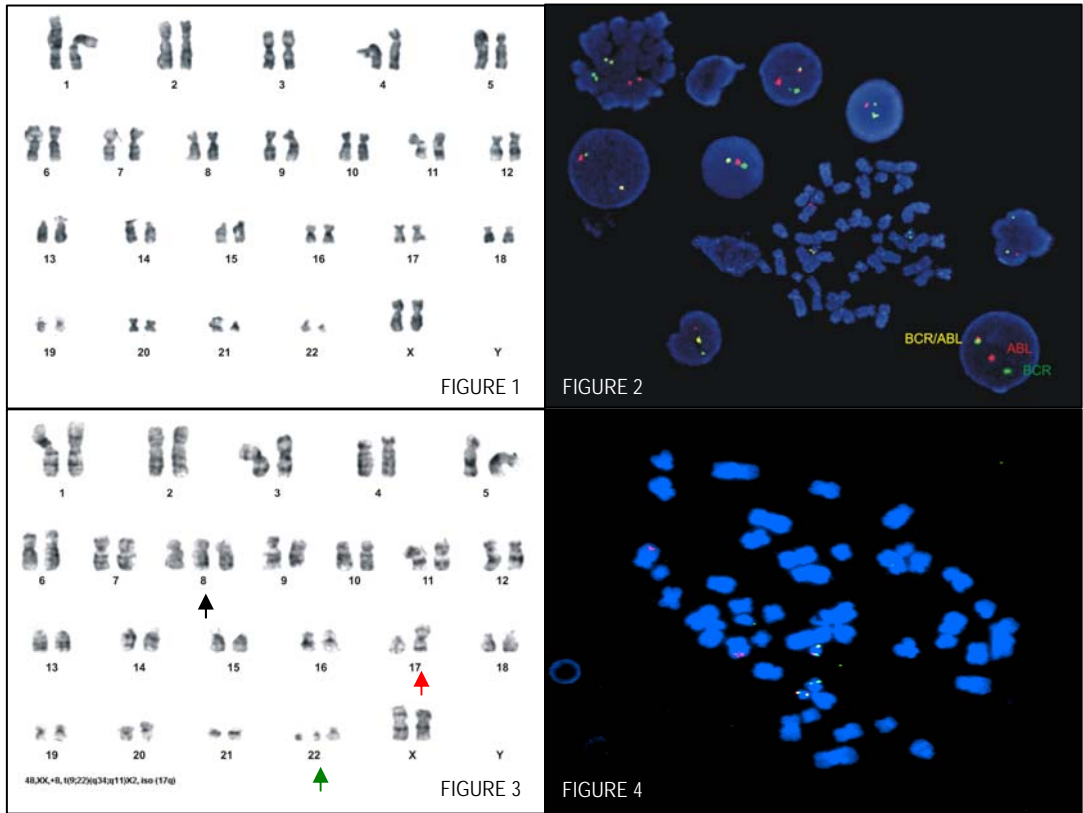 1 2 3 4 5
6 7 8 9 10 11 12
13 14 15 16 17 18
19 20 21 22 X Y
FIGURE 1
BCR/ABL ABL
BCR
FIGURE 2
1 2 3 4 5
6 7 8 9 10 11 12
13 14 15 16 17 18
19 20 21 22 X Y
48,XX,+8, t(9;22)(q34;q11)X2, iso (17q)
FIGURE 3
FIGURE 4